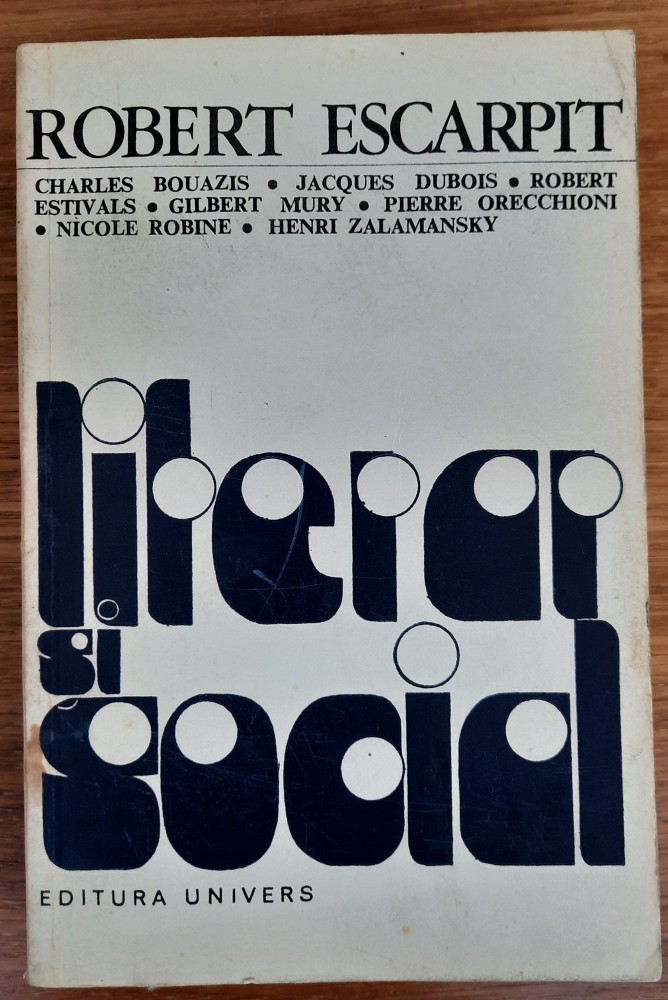 ROBERT ESCARPIT
CHARLES BOUAZIS • JACQUES DUBOIS • ROBERT
ESTIVALS • GILBERT MURY • PIERRE ORECCHIONI
• NICOLE ROBINE • HENRI ZALAMANSKY
literar
și
social
EDITURA UNIVERS